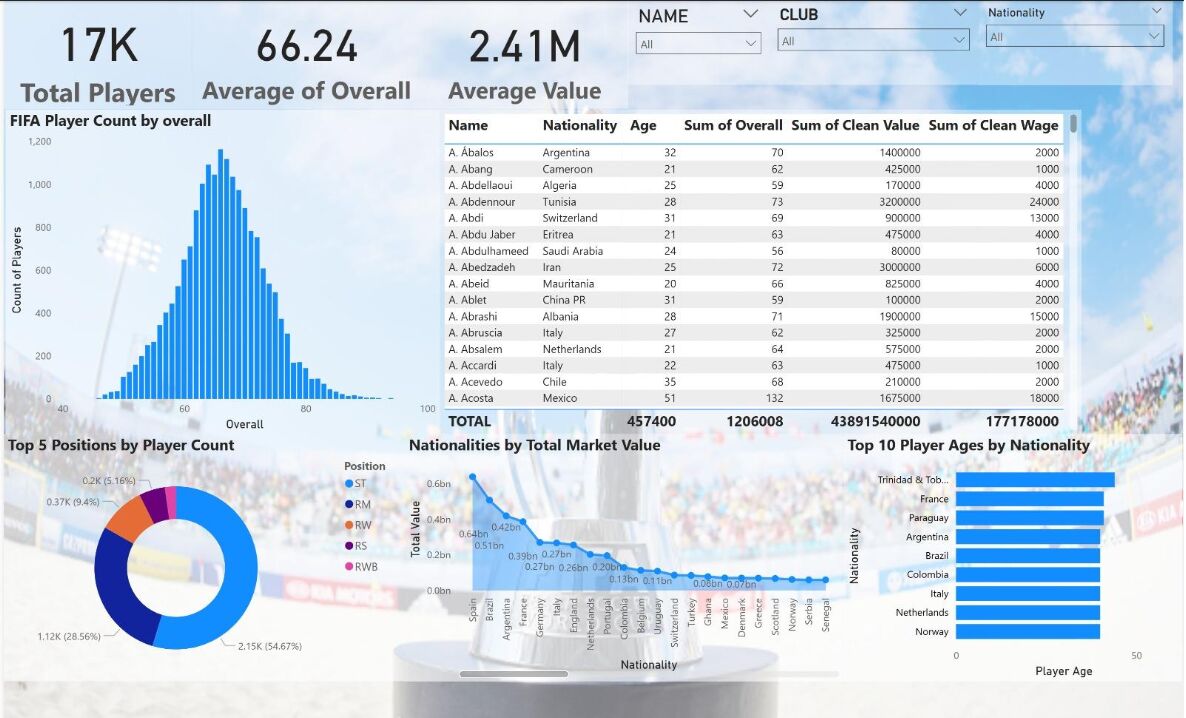 17K
Total Players
66.24
Average of Overall
2.41M
Average Value
NAME
All
CLUB
All
Nationality
All
FIFA Player Count by overall
Count of Players
1,200
1,000
800
600
400
200
0
40 60 80 100
Overall
Name Nationality Age Sum of Overall Sum of Clean Value Sum of Clean Wage
A. Ábalos Argentina 32 70 1400000 2000
A. Abang Cameroon 21 62 425000 1000
A. Abdellaoui Algeria 25 59 170000 4000
A. Abdennour Tunisia 28 73 3200000 24000
A. Abdi Switzerland 31 69 900000 13000
A. Abdu Jaber Eritrea 21 63 475000 4000
A. Abdulhameed Saudi Arabia 24 56 80000 1000
A. Abedzadeh Iran 25 72 3000000 6000
A. Abeid Mauritania 20 66 825000 4000
A. Ablet China PR 31 59 100000 2000
A. Abrashi Albania 28 71 1900000 15000
A. Abruscia Italy 27 62 325000 2000
A. Absalem Netherlands 21 64 575000 2000
A. Accardi Italy 22 63 475000 1000
A. Acevedo Chile 35 68 210000 2000
A. Acosta Mexico 51 132 1675000 18000
TOTAL 457400 1206008 43891540000 177178000
Top 5 Positions by Player Count
0.2K (5.16%)
0.37K (9.4%)
1.12K (28.56%)
2.15K (54.67%)
Position
ST
RM
RW
RS
RWB
Nationalities by Total Market Value
Total Value
0.6bn
0.4bn
0.2bn
0.0bn
0.64bn
0.51bn
0.42bn
0.39bn
0.27bn
0.27bn
0.26bn
0.20bn
0.13bn
0.11bn
0.08bn
0.07bn
Spain
Brazil
Argentina
France
Germany
Italy
England
Netherlands
Portugal
Colombia
Belgium
Uruguay
Switzerland
Turkey
Ghana
Mexico
Denmark
Greece
Scotland
Norway
Serbia
Senegal
Nationality
Top 10 Player Ages by Nationality
Nationality
Trinidad & Tob...
France
Paraguay
Argentina
Brazil
Colombia
Italy
Netherlands
Norway
0 50
Player Age
KIA MOTORS